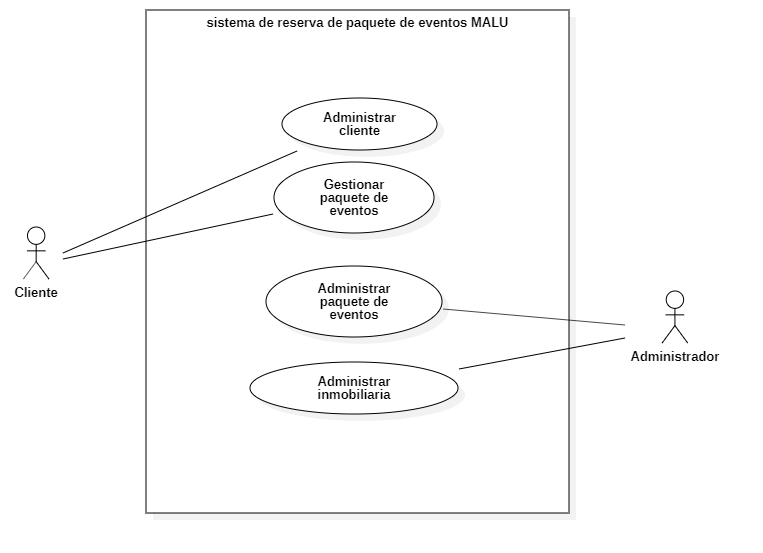 sistema de reserva de paquete de eventos MALU
Administrar
cliente
Gestionar
paquete de
eventos
Cliente
Administrar
paquete de
eventos
Administrador
Administrar
inmobiliaria